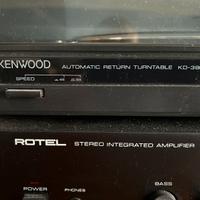 KENWOOD AUTOMATIC RETURN TURNTABLE KD-38
SPEED
ROTEL STEREO INTEGRATED AMPLIFIER
POWER PHONES BASS